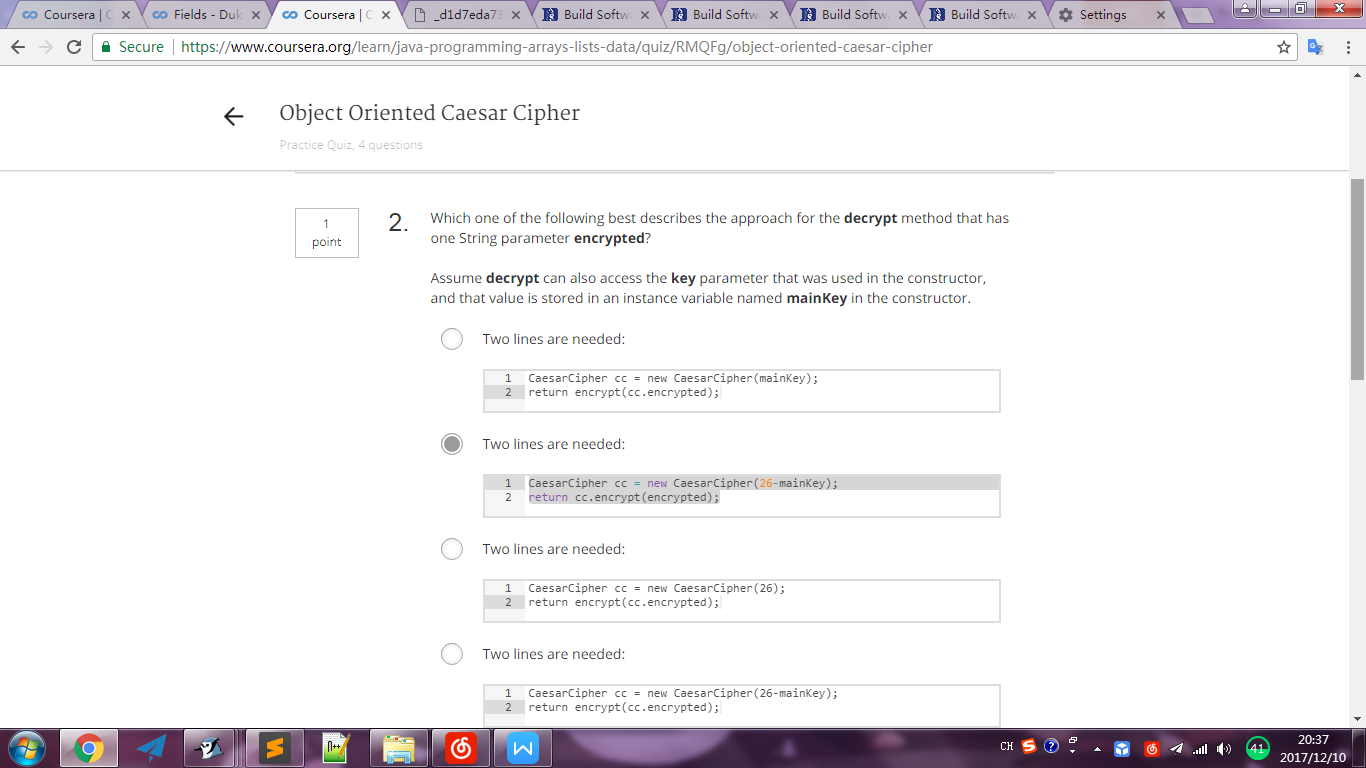 Coursera | C
Fields - Duk
Coursera | C
_d1d7eda73
Build Softw
Build Softw
Build Softw
Build Softw
Settings
Secure
https://www.coursera.org/learn/java-programming-arrays-lists-data/quiz/RMQFg/object-oriented-caesar-cipher
Object Oriented Caesar Cipher
Practice Quiz, 4 questions
1
point
2.
Which one of the following best describes the approach for the decrypt method that has
one String parameter encrypted?
Assume decrypt can also access the key parameter that was used in the constructor,
and that value is stored in an instance variable named mainKey in the constructor.
Two lines are needed:
1 CaesarCipher cc = new CaesarCipher(mainKey);
2 return encrypt(cc.encrypted);
Two lines are needed:
1 CaesarCipher cc = new CaesarCipher(26-mainKey);
2 return cc.encrypt(encrypted);
Two lines are needed:
1 CaesarCipher cc = new CaesarCipher(26);
2 return encrypt(cc.encrypted);
Two lines are needed:
1 CaesarCipher cc = new CaesarCipher(26-mainKey);
2 return encrypt(cc.encrypted);
CH
41
20:37
2017/12/10